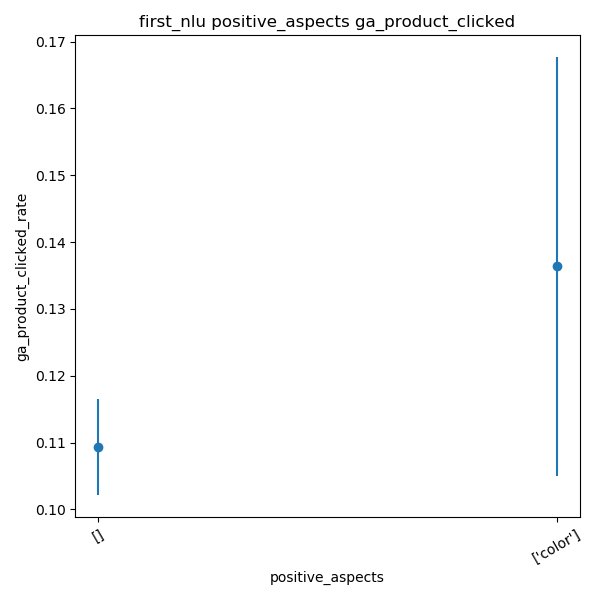 first_nlu positive_aspects ga_product_clicked
0.17
0.16
0.15
0.14
0.13
0.12
0.11
0.10
ga_product_clicked_rate
[]
['color']
positive_aspects